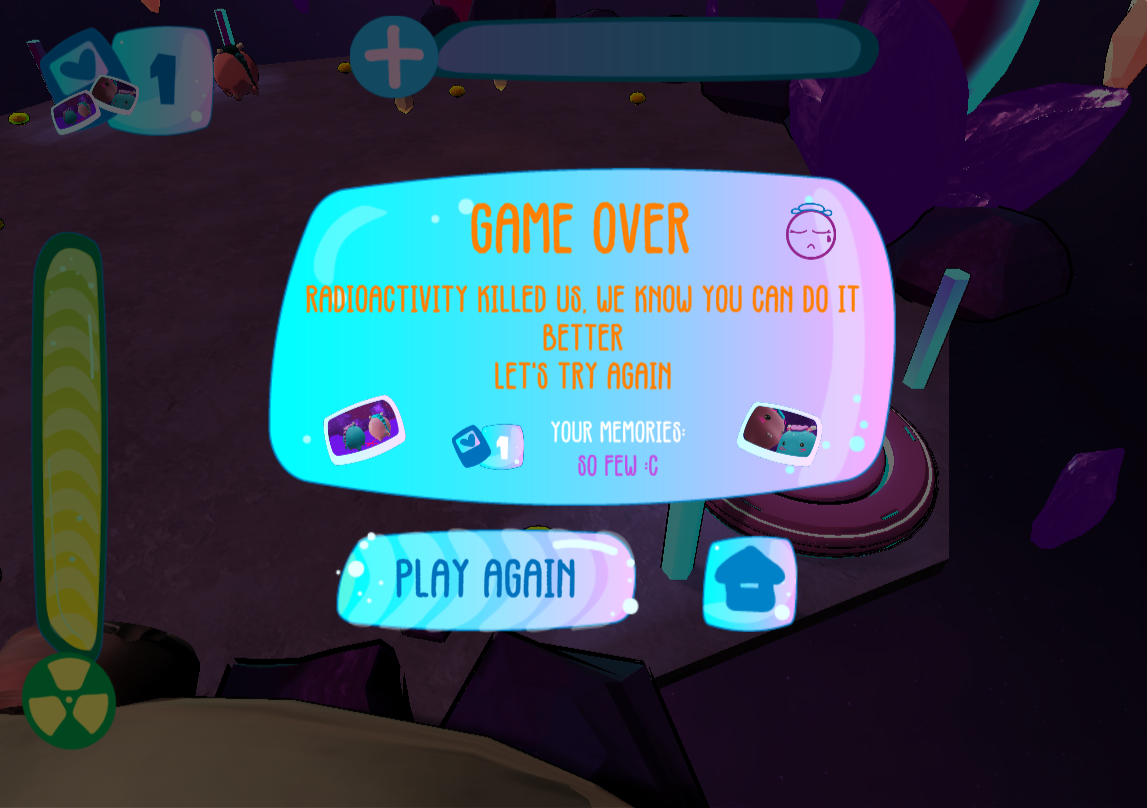 1
GAME OVER
RADIOACTIVITY KILLED US, WE KNOW YOU CAN DO IT
BETTER
LET'S TRY AGAIN
YOUR MEMORIES:
1
SO FEW :C
PLAY AGAIN